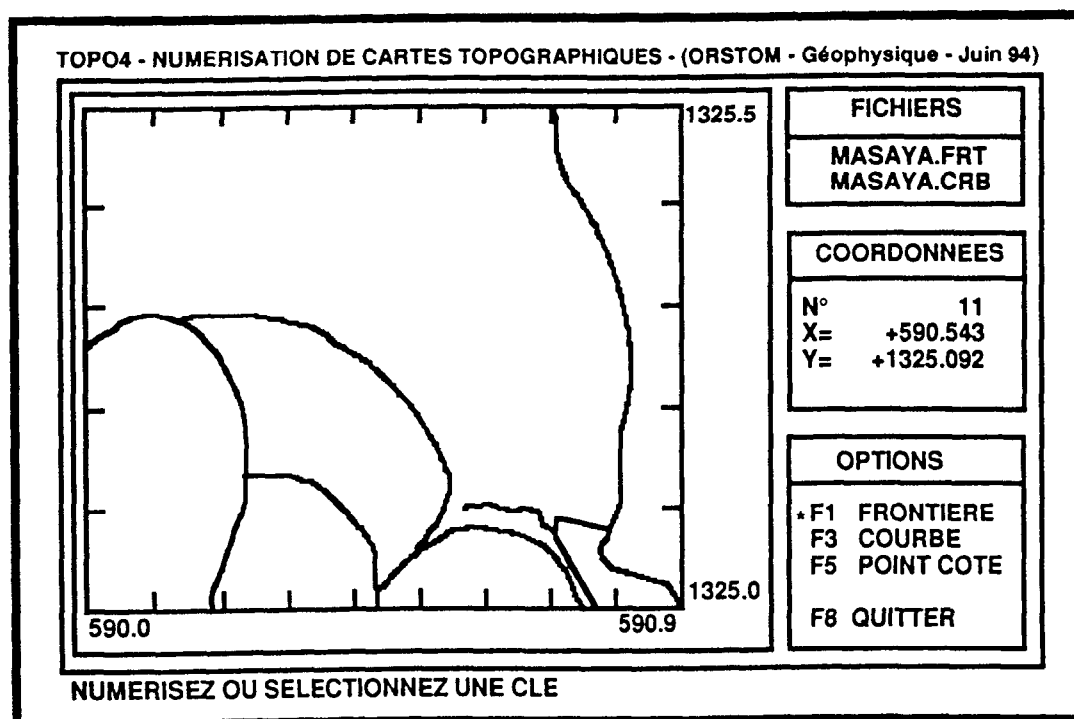 TOPO4 - NUMERISATION DE CARTES TOPOGRAPHIQUES - (ORSTOM - Géophysique - Juin 94)
1325.5
1325.0
590.0 590.9
FICHIERS
MASAYA.FRT
MASAYA.CRB
COORDONNEES
N° 11
X= +590.543
Y= +1325.092
OPTIONS
* F1 FRONTIERE
F3 COURBE
F5 POINT COTE
F8 QUITTER
NUMERISEZ OU SELECTIONNEZ UNE CLE